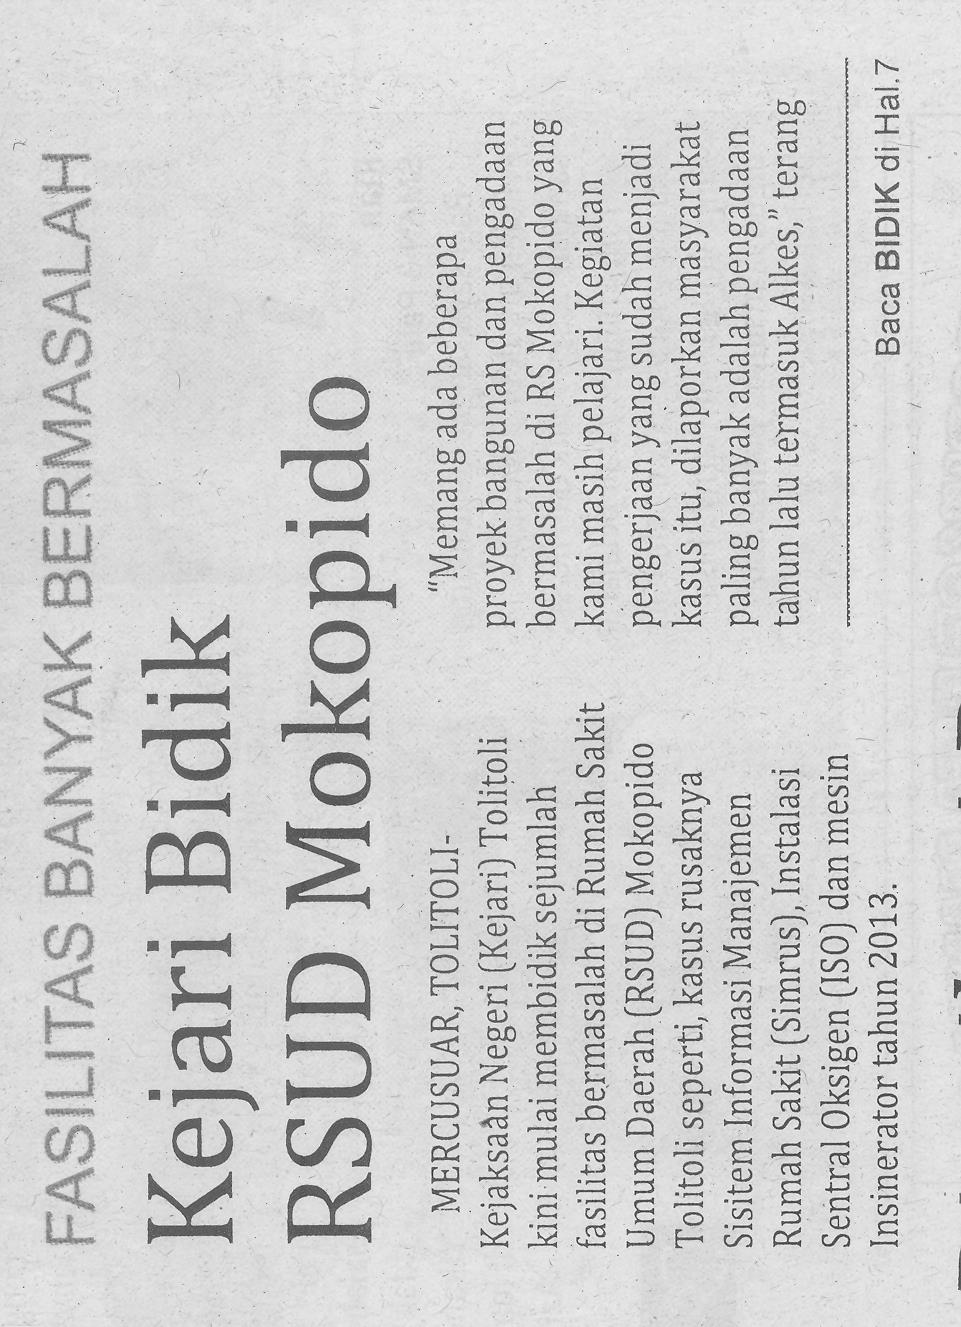 FASILITAS BANYAK BERMASALAH
Kejari Bidik
RSUD Mokopido
MERCUSUAR, TOLITOLI-
Kejaksaan Negeri (Kejari) Tolitoli
kini mulai membidik sejumlah
fasilitas bermasalah di Rumah Sakit
Umum Daerah (RSUD) Mokopido
Tolitoli seperti, kasus rusaknya
Sisitem Informasi Manajemen
Rumah Sakit (Simrus), Instalasi
Sentral Oksigen (ISO) dan mesin
Insinerator tahun 2013.
“Memang ada beberapa
proyek bangunan dan pengadaan
bermasalah di RS Mokopido yang
kami masih pelajari. Kegiatan
pengerjaan yang sudah menjadi
kasus itu, dilaporkan masyarakat
paling banyak adalah pengadaan
tahun lalu termasuk Alkes,” terang
Baca BIDIK di Hal.7